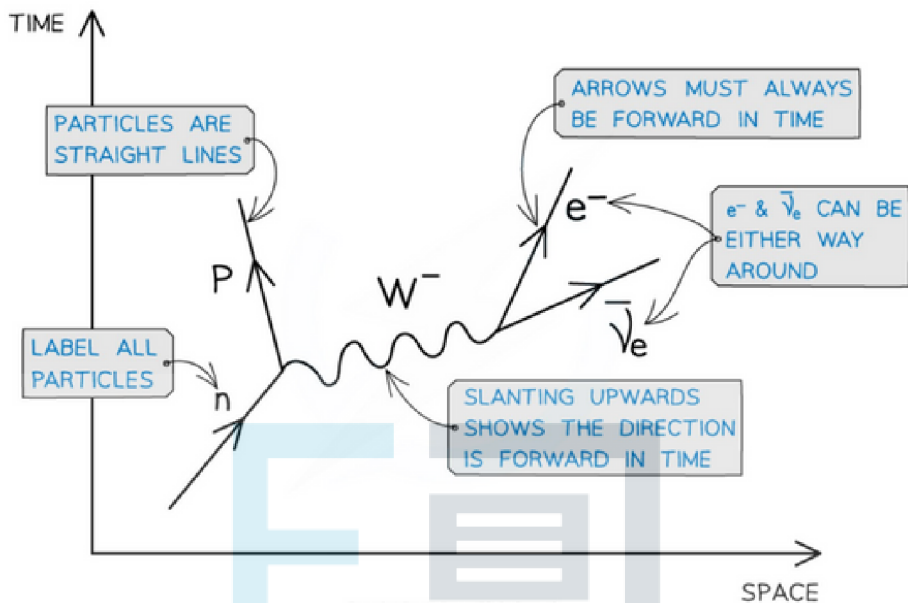 TIME
PARTICLES ARE
STRAIGHT LINES
ARROWS MUST ALWAYS
BE FORWARD IN TIME
e⁻ & ν̅e CAN BE
EITHER WAY
AROUND
e⁻
P
W⁻
ν̅e
LABEL ALL
PARTICLES
n
SLANTING UPWARDS
SHOWS THE DIRECTION
IS FORWARD IN TIME
SPACE